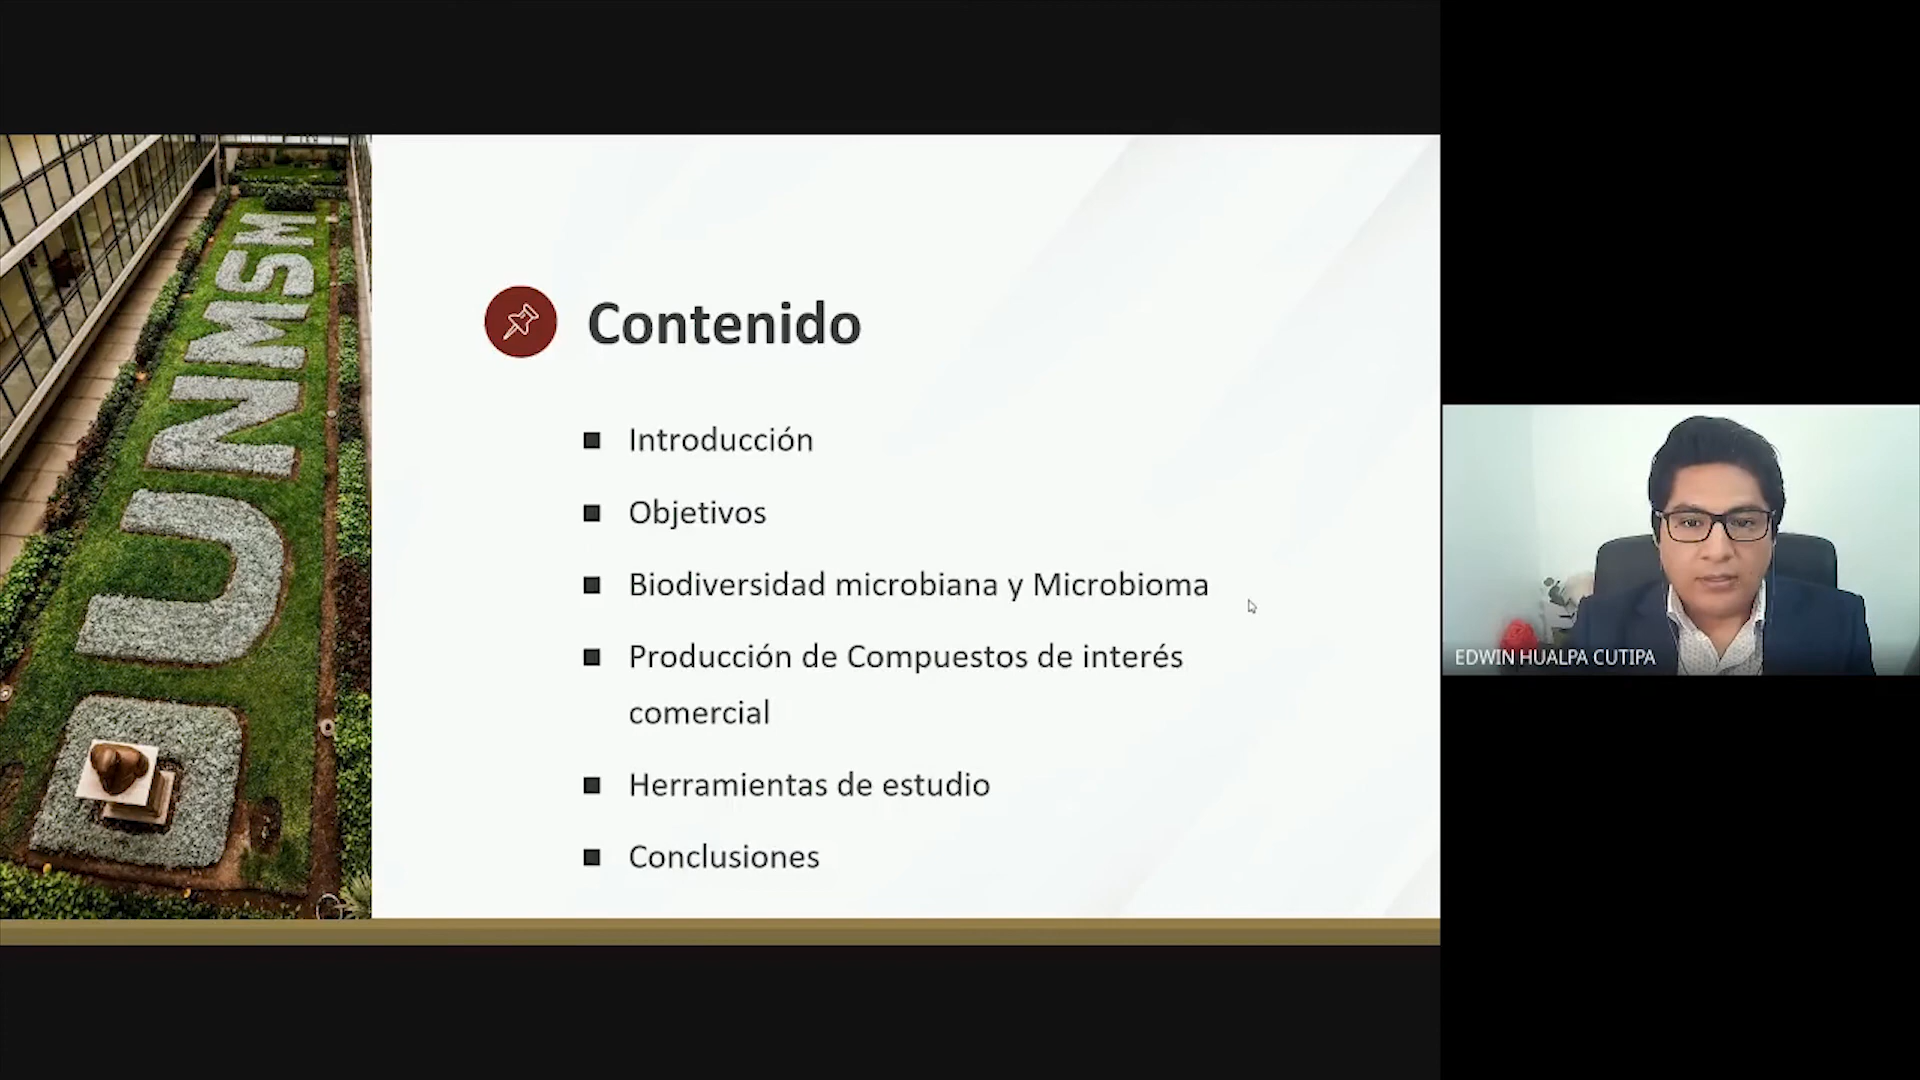 UNMSM
Contenido
Introducción
Objetivos
Biodiversidad microbiana y Microbioma
Producción de Compuestos de interés
comercial
Herramientas de estudio
Conclusiones
EDWIN HUALPA CUTIPA